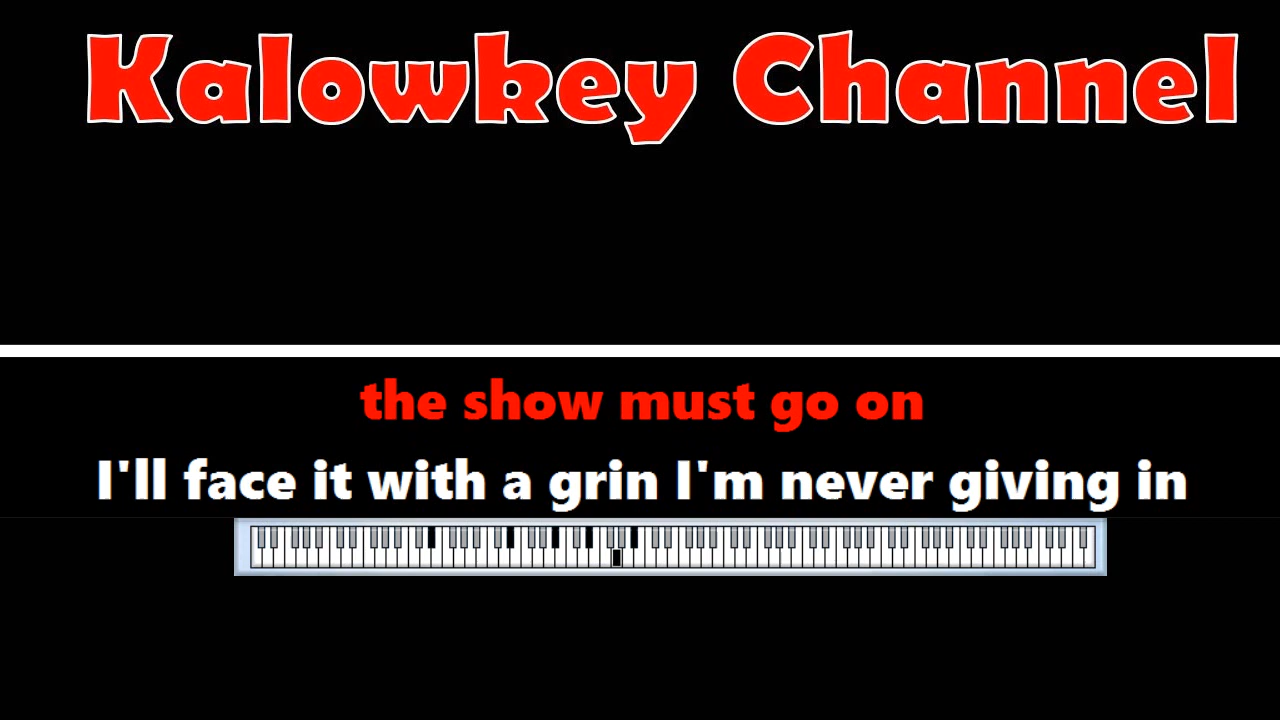 Kalowkey Channel
the show must go on
I'll face it with a grin I'm never giving in